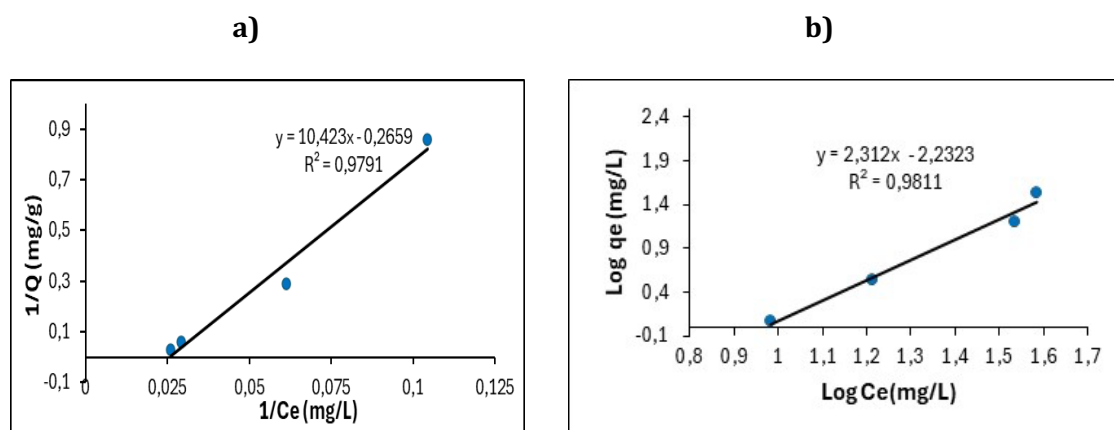 a)
b)
y = 10,423x - 0,2659
R² = 0,9791
1/Q (mg/g)
0,9
0,7
0,5
0,3
0,1
-0,1
0
0,025
0,05
0,075
0,1
0,125
1/Ce (mg/L)
y = 2,312x - 2,2323
R² = 0,9811
Log qe (mg/L)
2,4
1,9
1,4
0,9
0,4
-0,1
0,8
0,9
1
1,1
1,2
1,3
1,4
1,5
1,6
1,7
Log Ce(mg/L)